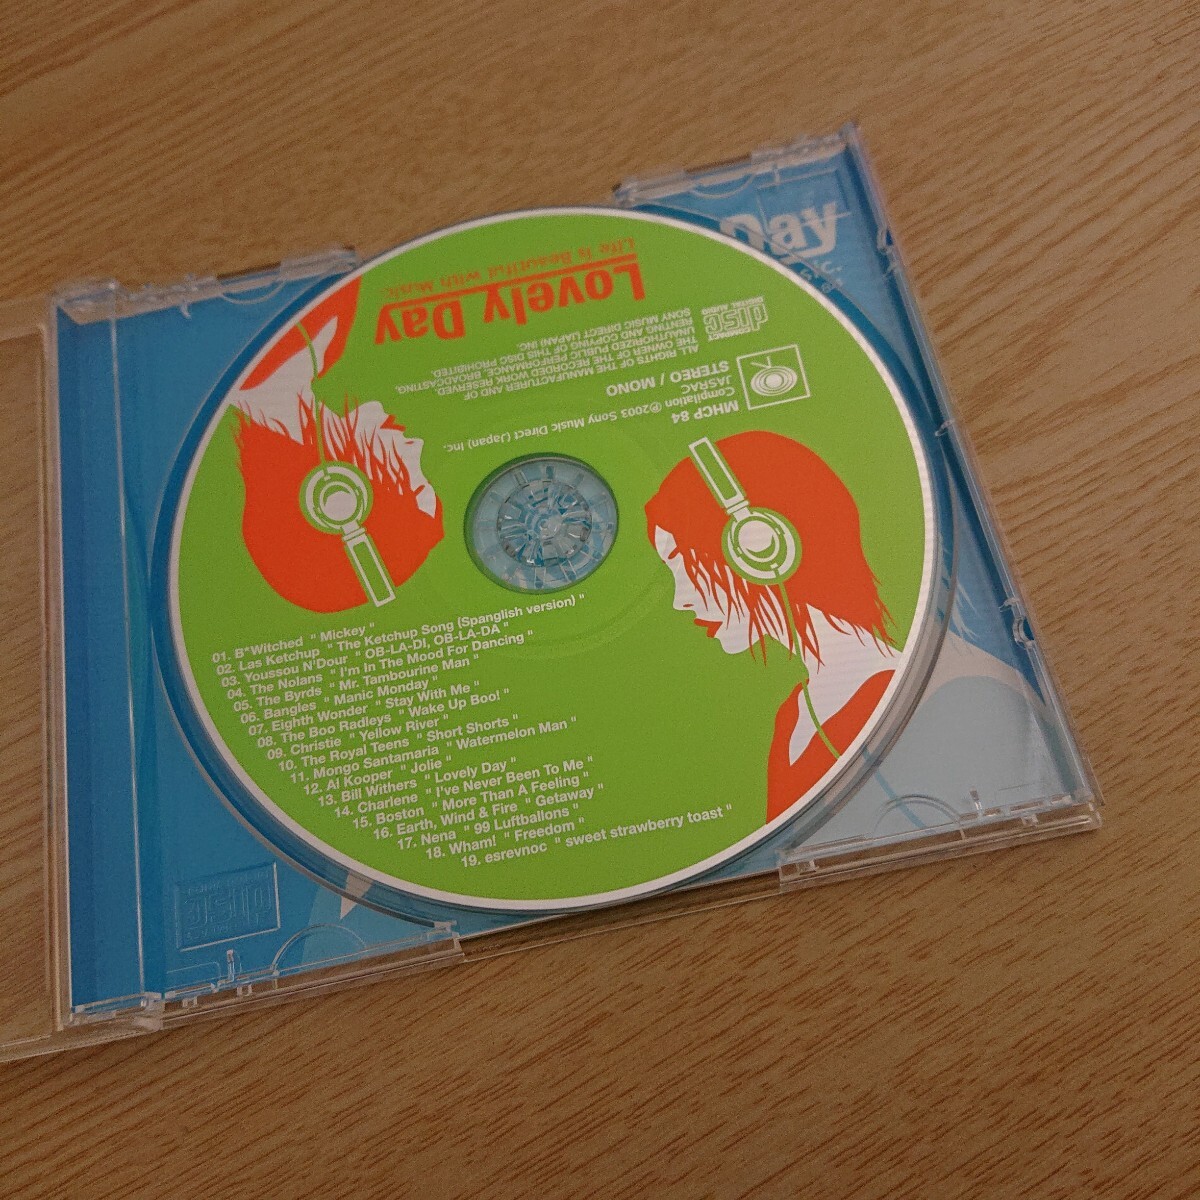 Lovely Day
Life is Beautiful with Music
COMPACT
disc
DIGITAL AUDIO
ALL RIGHTS OF THE MANUFACTURER AND OF
THE OWNER OF THE RECORDED WORK RESERVED.
UNAUTHORIZED COPYING PUBLIC PERFORMANCE, BROADCASTING,
RENTING AND COPYING OF THIS DISC PROHIBITED.
SONY MUSIC DIRECT (JAPAN) INC.
MHCP 84
JASRAC
Compilation ℗2003 Sony Music Direct (Japan) Inc.
STEREO / MONO
01. B*Witched " Mickey "
02. Las Ketchup " The Ketchup Song (Spanglish version) "
03. Youssou N'Dour " OB-LA-DI, OB-LA-DA "
04. The Nolans " I'm In The Mood For Dancing "
05. The Byrds " Mr. Tambourine Man "
06. Bangles " Manic Monday "
07. Eighth Wonder " Stay With Me "
08. The Boo Radleys " Wake Up Boo! "
09. Christie " Yellow River "
10. The Royal Teens " Short Shorts "
11. Mongo Santamaria " Watermelon Man "
12. Al Kooper " Jolie "
13. Bill Withers " Lovely Day "
14. Charlene " I've Never Been To Me "
15. Boston " More Than A Feeling "
16. Earth, Wind & Fire " Getaway "
17. Nena " 99 Luftballons "
18. Wham! " Freedom "
19. esrevnoc " sweet strawberry toast "
Day
disc